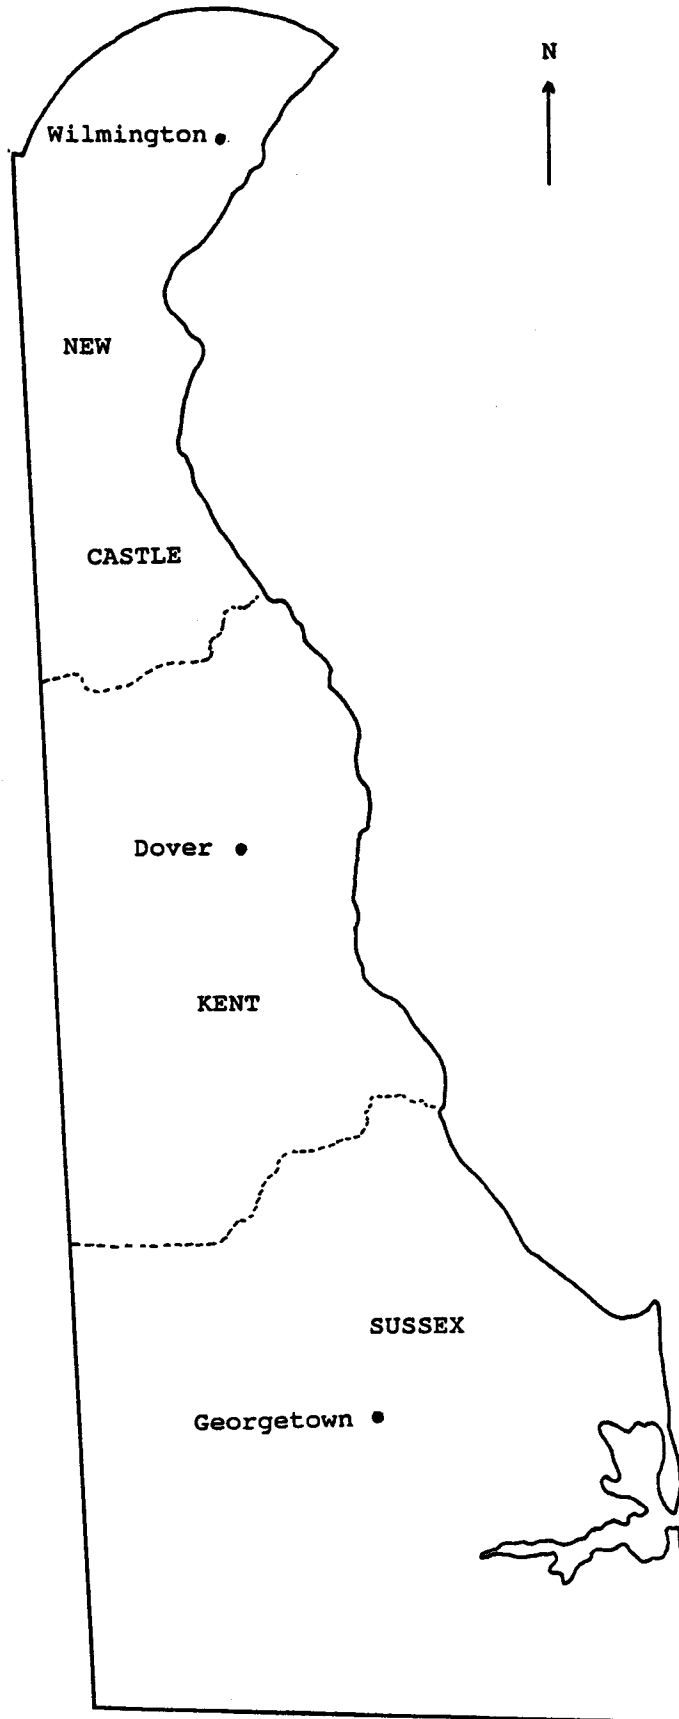 N
Wilmington
NEW
CASTLE
Dover
KENT
SUSSEX
Georgetown